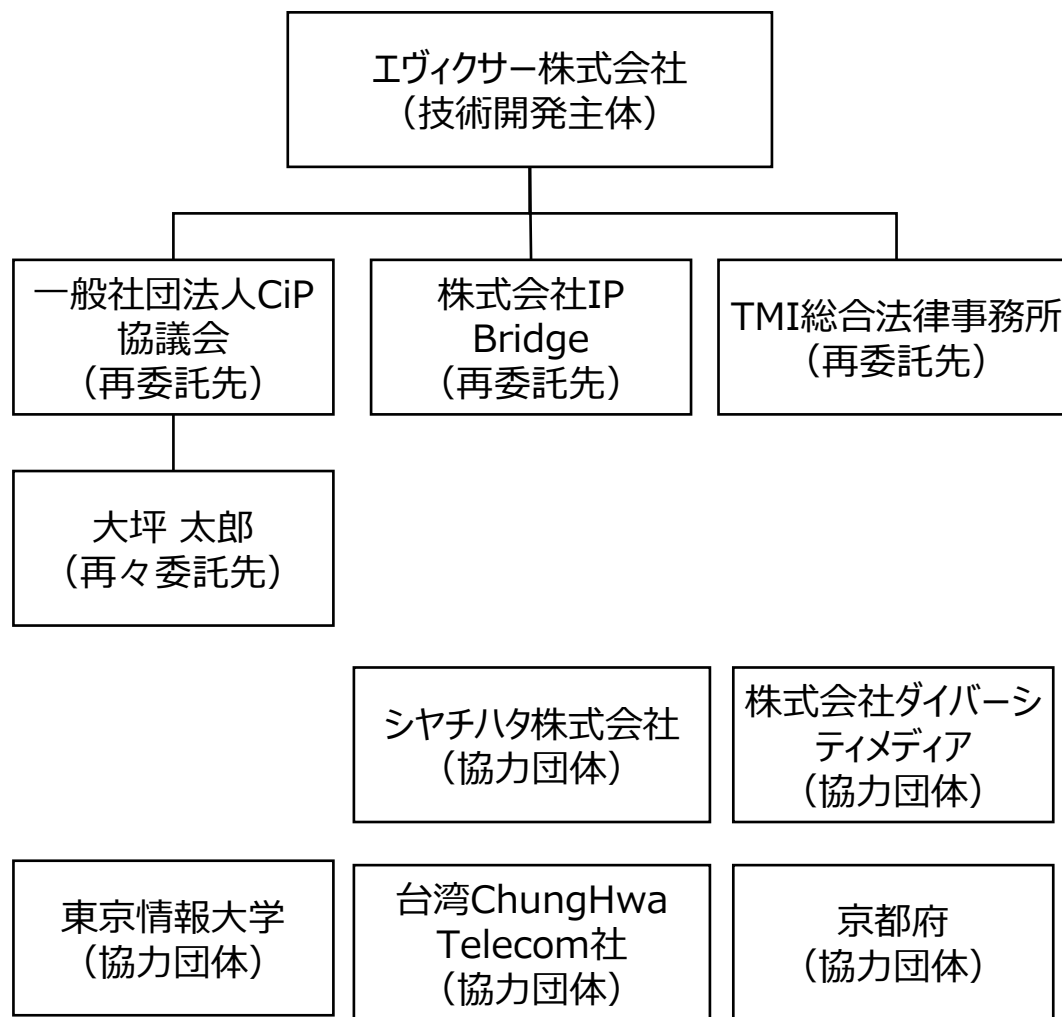 エヴィクサー株式会社
（技術開発主体）
一般社団法人CiP
協議会
（再委託先）
株式会社IP
Bridge
（再委託先）
TMI総合法律事務所
（再委託先）
大坪 太郎
（再々委託先）
シヤチハタ株式会社
（協力団体）
株式会社ダイバーシ
ティメディア
（協力団体）
東京情報大学
（協力団体）
台湾ChungHwa
Telecom社
（協力団体）
京都府
（協力団体）